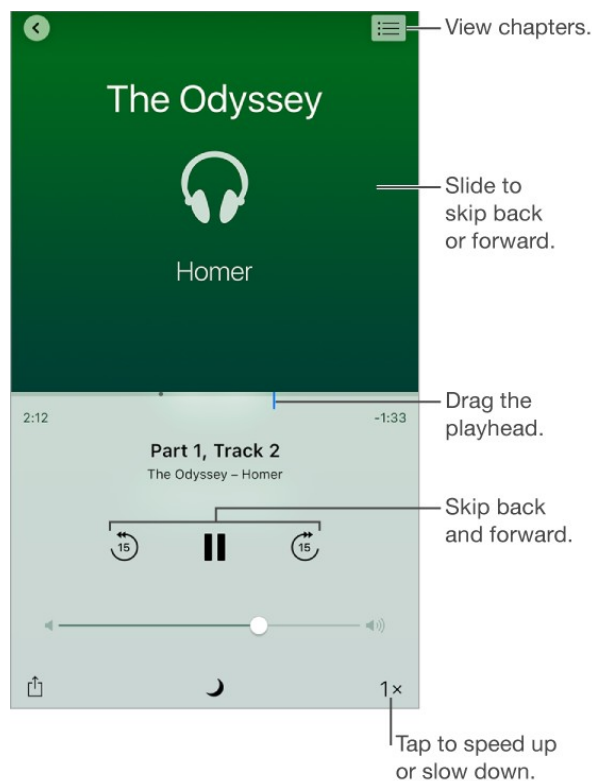 View chapters.
The Odyssey
Slide to
skip back
or forward.
Homer
Drag the
playhead.
2:12
-1:33
Part 1, Track 2
The Odyssey – Homer
Skip back
and forward.
15
15
1×
Tap to speed up
or slow down.